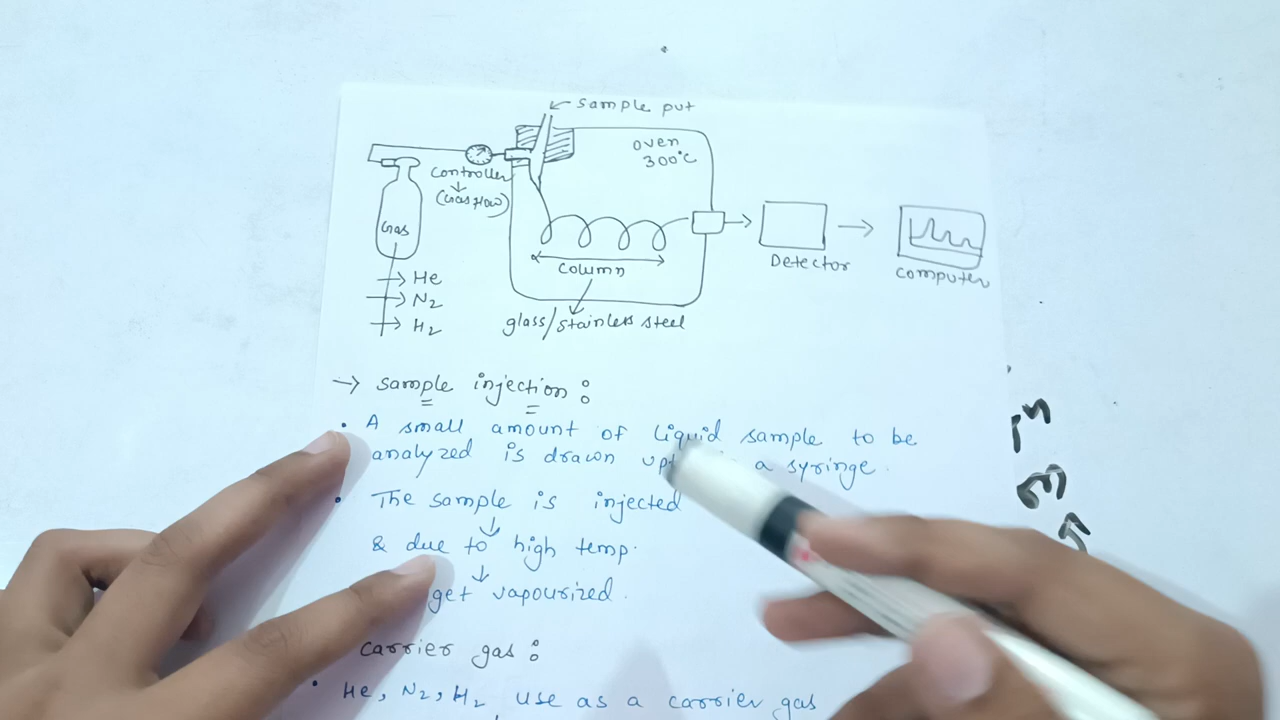 sample put
oven
300°C
controller
(Gas flow)
Gas
He
N2
H2
column
glass/stainless steel
Detector
computer
→ sample injection :
• A small amount of liquid sample to be
analyzed is drawn a syringe.
• The sample is injected
& due to high temp.
get vapourized.
carrier gas :
• He, N2, H2 use as a carrier gas